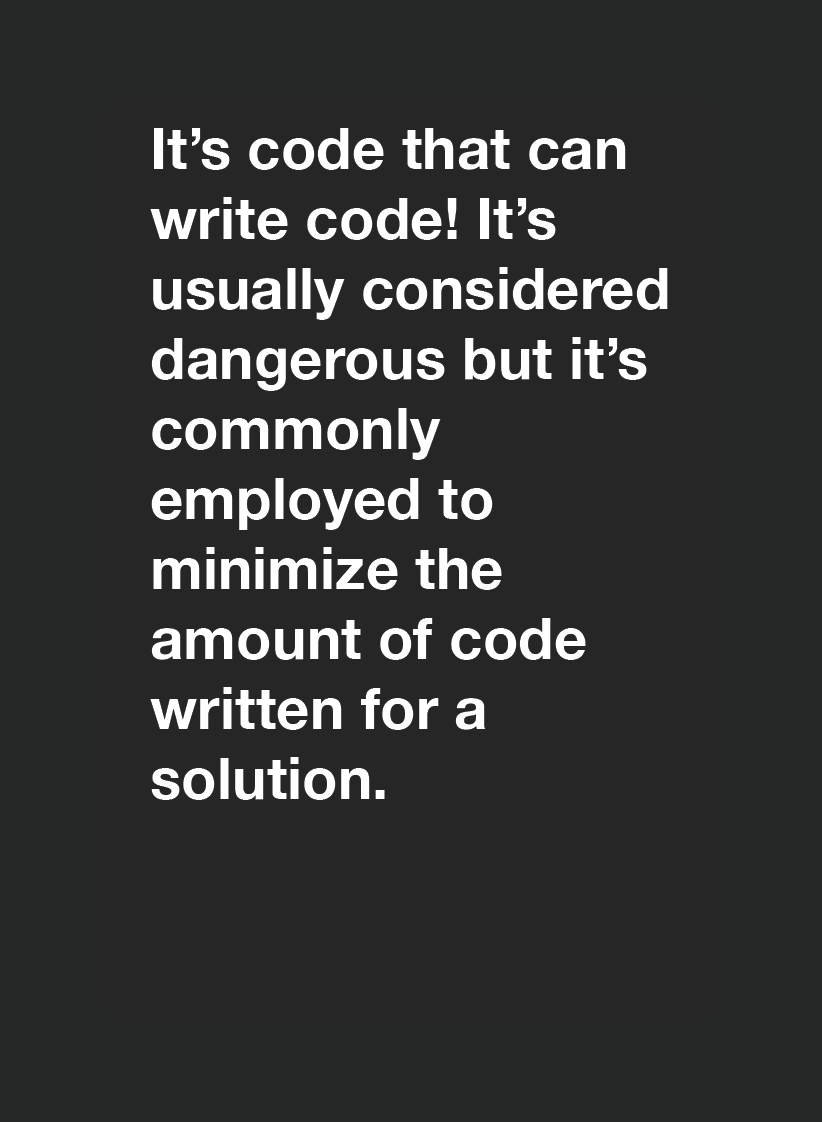 It’s code that can
write code! It’s
usually considered
dangerous but it’s
commonly
employed to
minimize the
amount of code
written for a
solution.